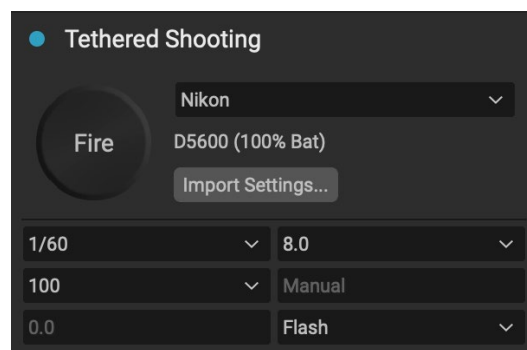 Tethered Shooting
Nikon
Fire
D5600 (100% Bat)
Import Settings...
1/60 8.0
100 Manual
0.0 Flash